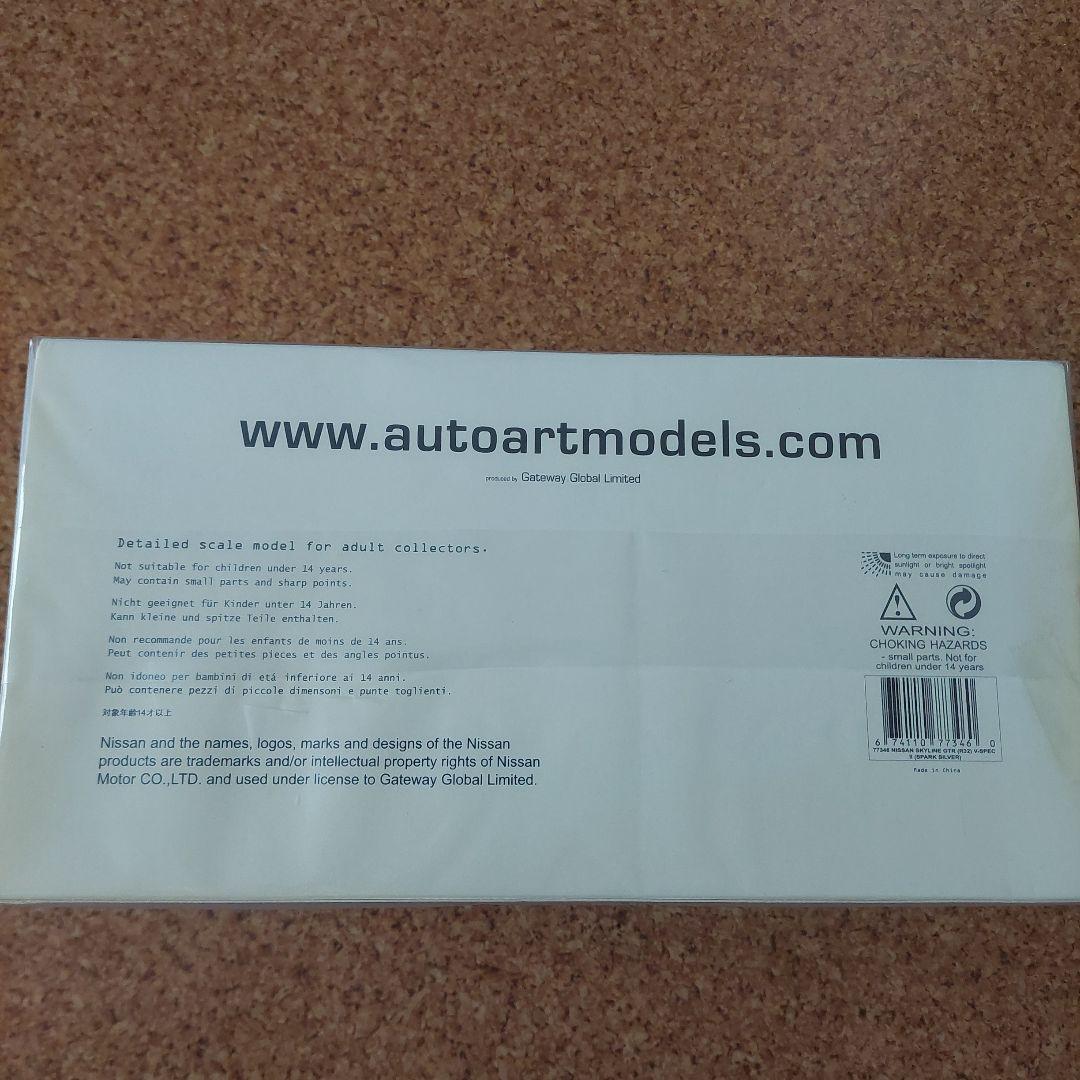 www.autoartmodels.com
produced by Gateway Global Limited
Detailed scale model for adult collectors.
Not suitable for children under 14 years.
May contain small parts and sharp points.
Nicht geeignet für Kinder unter 14 Jahren.
Kann kleine und spitze Teile enthalten.
Non recommande pour les enfants de moins de 14 ans.
Peut contenir des petites pieces et des angles pointus.
Non idoneo per bambini di etá inferiore ai 14 anni.
Può contenere pezzi di piccole dimensoni e punte toglienti.
対象年齢14才以上
Nissan and the names, logos, marks and designs of the Nissan
products are trademarks and/or intellectual property rights of Nissan
Motor CO.,LTD. and used under license to Gateway Global Limited.
Long term exposure to direct
sunlight or bright spotlight
may cause damage
WARNING:
CHOKING HAZARDS
- small parts. Not for
children under 14 years
6 74110 77346 0
77346 NISSAN SKYLINE GTR (R32) V-SPEC
II (SPARK SILVER)
Made in China